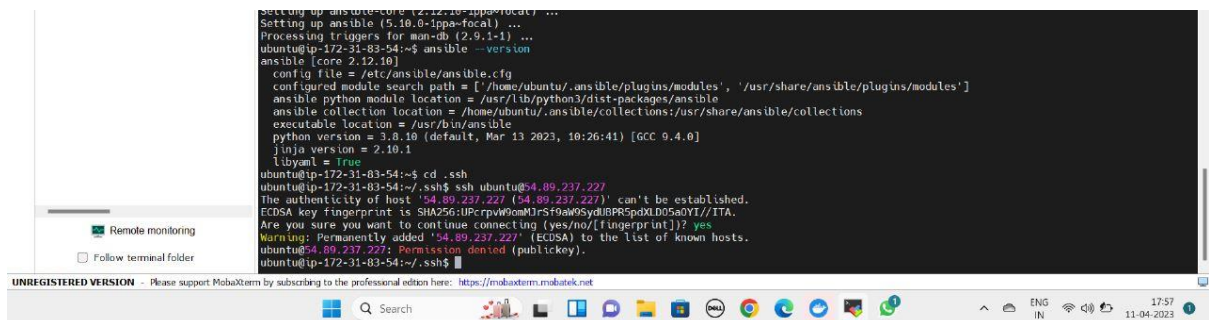 Setting up ansible-core (2.12.10-1ppa~focal) ...
Setting up ansible (5.10.0-1ppa~focal) ...
Processing triggers for man-db (2.9.1-1) ...
ubuntu@ip-172-31-83-54:~$ ansible --version
ansible [core 2.12.10]
config file = /etc/ansible/ansible.cfg
configured module search path = ['/home/ubuntu/.ansible/plugins/modules', '/usr/share/ansible/plugins/modules']
ansible python module location = /usr/lib/python3/dist-packages/ansible
ansible collection location = /home/ubuntu/.ansible/collections:/usr/share/ansible/collections
executable location = /usr/bin/ansible
python version = 3.8.10 (default, Mar 13 2023, 10:26:41) [GCC 9.4.0]
jinja version = 2.10.1
libyaml = True
ubuntu@ip-172-31-83-54:~$ cd .ssh
ubuntu@ip-172-31-83-54:~/.ssh$ ssh ubuntu@54.89.237.227
The authenticity of host '54.89.237.227 (54.89.237.227)' can't be established.
ECDSA key fingerprint is SHA256:UPcrpvW9omMJrSf9aW9SydUBPR5pdXLDO5aOYI//ITA.
Are you sure you want to continue connecting (yes/no/[fingerprint])? yes
Warning: Permanently added '54.89.237.227' (ECDSA) to the list of known hosts.
ubuntu@54.89.237.227: Permission denied (publickey).
ubuntu@ip-172-31-83-54:~/.ssh$
Remote monitoring
Follow terminal folder
UNREGISTERED VERSION - Please support MobaXterm by subscribing to the professional edition here: https://mobaxterm.mobatek.net
Search
DELL
ENG
IN
17:57
11-04-2023
1